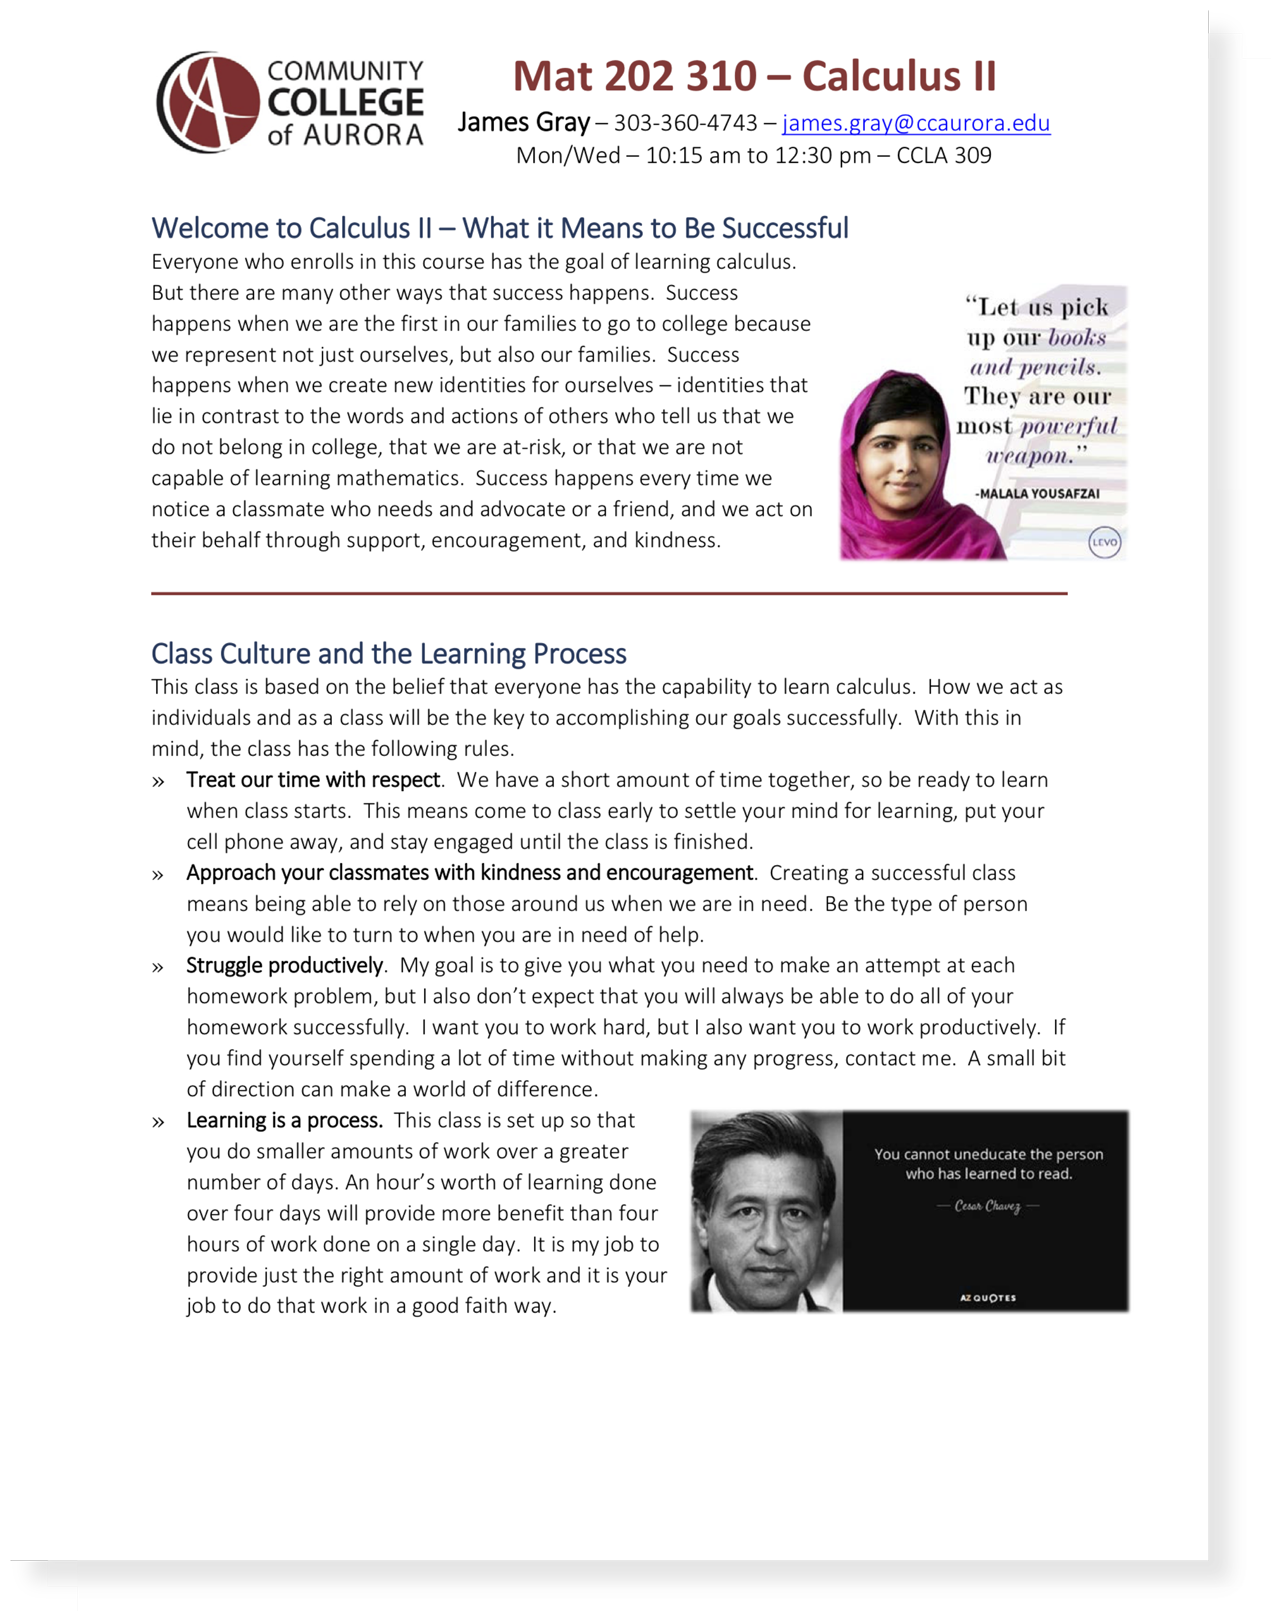 COMMUNITY
COLLEGE
of AURORA
Mat 202 310 – Calculus II
James Gray – 303-360-4743 – james.gray@ccaurora.edu
Mon/Wed – 10:15 am to 12:30 pm – CCLA 309
Welcome to Calculus II – What it Means to Be Successful
Everyone who enrolls in this course has the goal of learning calculus.
But there are many other ways that success happens.  Success
happens when we are the first in our families to go to college because
we represent not just ourselves, but also our families.  Success
happens when we create new identities for ourselves – identities that
lie in contrast to the words and actions of others who tell us that we
do not belong in college, that we are at-risk, or that we are not
capable of learning mathematics.  Success happens every time we
notice a classmate who needs and advocate or a friend, and we act on
their behalf through support, encouragement, and kindness.
“Let us pick
up our books
and pencils.
They are our
most powerful
weapon.”
-MALALA YOUSAFZAI
LEVO
Class Culture and the Learning Process
This class is based on the belief that everyone has the capability to learn calculus.  How we act as
individuals and as a class will be the key to accomplishing our goals successfully.  With this in
mind, the class has the following rules.
» Treat our time with respect.  We have a short amount of time together, so be ready to learn
when class starts.  This means come to class early to settle your mind for learning, put your
cell phone away, and stay engaged until the class is finished.
» Approach your classmates with kindness and encouragement.  Creating a successful class
means being able to rely on those around us when we are in need.  Be the type of person
you would like to turn to when you are in need of help.
» Struggle productively.  My goal is to give you what you need to make an attempt at each
homework problem, but I also don’t expect that you will always be able to do all of your
homework successfully.  I want you to work hard, but I also want you to work productively.  If
you find yourself spending a lot of time without making any progress, contact me.  A small bit
of direction can make a world of difference.
» Learning is a process.  This class is set up so that
you do smaller amounts of work over a greater
number of days. An hour’s worth of learning done
over four days will provide more benefit than four
hours of work done on a single day.  It is my job to
provide just the right amount of work and it is your
job to do that work in a good faith way.
You cannot uneducate the person
who has learned to read.
— Cesar Chavez —
AZ QUOTES